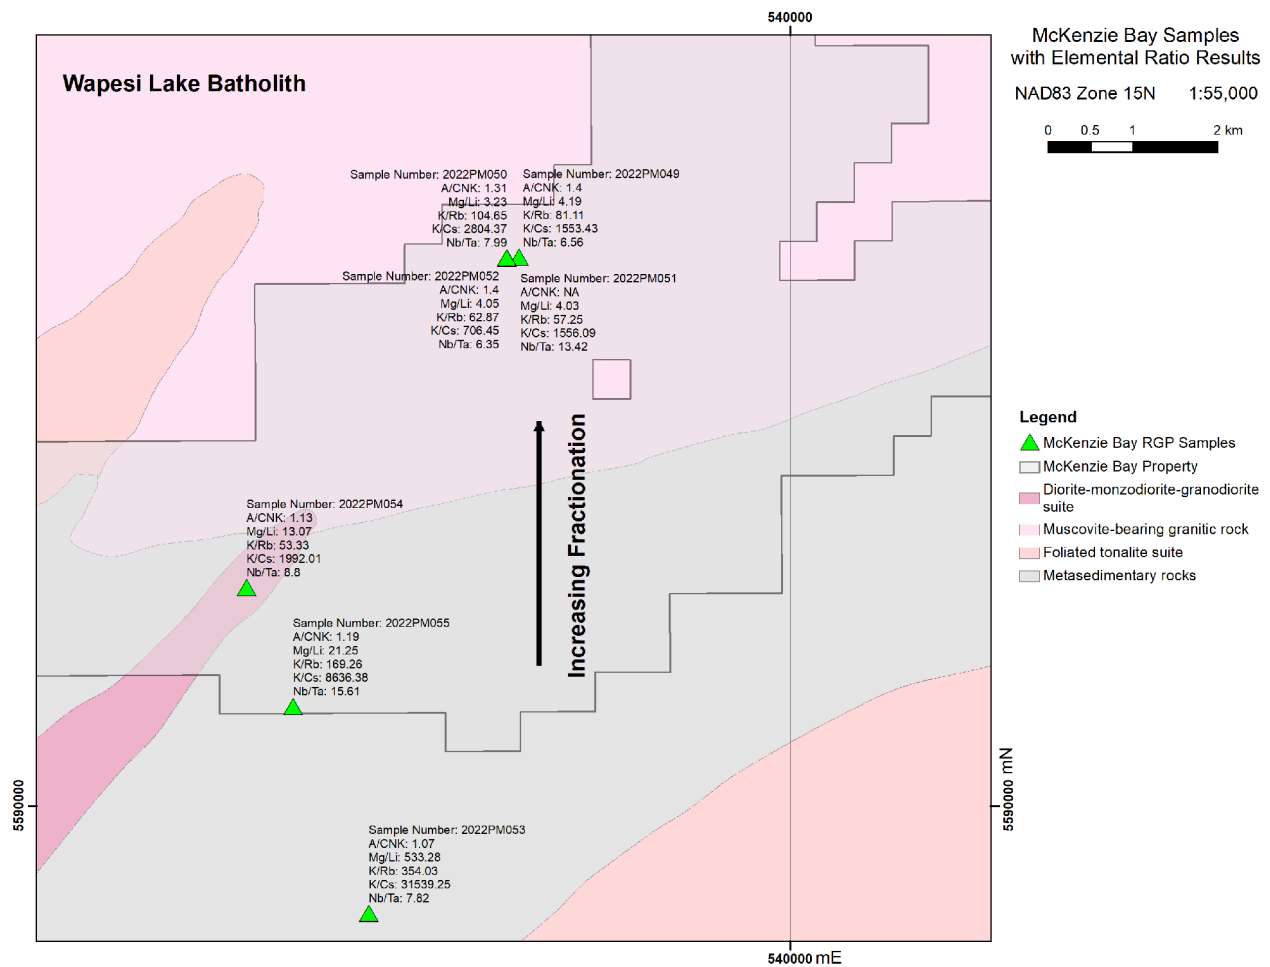 540000
McKenzie Bay Samples
with Elemental Ratio Results
NAD83 Zone 15N 1:55,000
0 0.5 1 2 km
Wapesi Lake Batholith
Sample Number: 2022PM050
A/CNK: 1.31
Mg/Li: 3.23
K/Rb: 104.65
K/Cs: 2804.37
Nb/Ta: 7.99
Sample Number: 2022PM049
A/CNK: 1.4
Mg/Li: 4.19
K/Rb: 81.11
K/Cs: 1553.43
Nb/Ta: 6.56
Sample Number: 2022PM052
A/CNK: 1.4
Mg/Li: 4.05
K/Rb: 62.87
K/Cs: 706.45
Nb/Ta: 6.35
Sample Number: 2022PM051
A/CNK: NA
Mg/Li: 4.03
K/Rb: 57.25
K/Cs: 1556.09
Nb/Ta: 13.42
Increasing Fractionation
Sample Number: 2022PM054
A/CNK: 1.13
Mg/Li: 13.07
K/Rb: 53.33
K/Cs: 1992.01
Nb/Ta: 8.8
Sample Number: 2022PM055
A/CNK: 1.19
Mg/Li: 21.25
K/Rb: 169.26
K/Cs: 8636.38
Nb/Ta: 15.61
Sample Number: 2022PM053
A/CNK: 1.07
Mg/Li: 533.28
K/Rb: 354.03
K/Cs: 31539.25
Nb/Ta: 7.82
Legend
McKenzie Bay RGP Samples
McKenzie Bay Property
Diorite-monzodiorite-granodiorite
suite
Muscovite-bearing granitic rock
Foliated tonalite suite
Metasedimentary rocks
5590000
5590000 mN
540000 mE